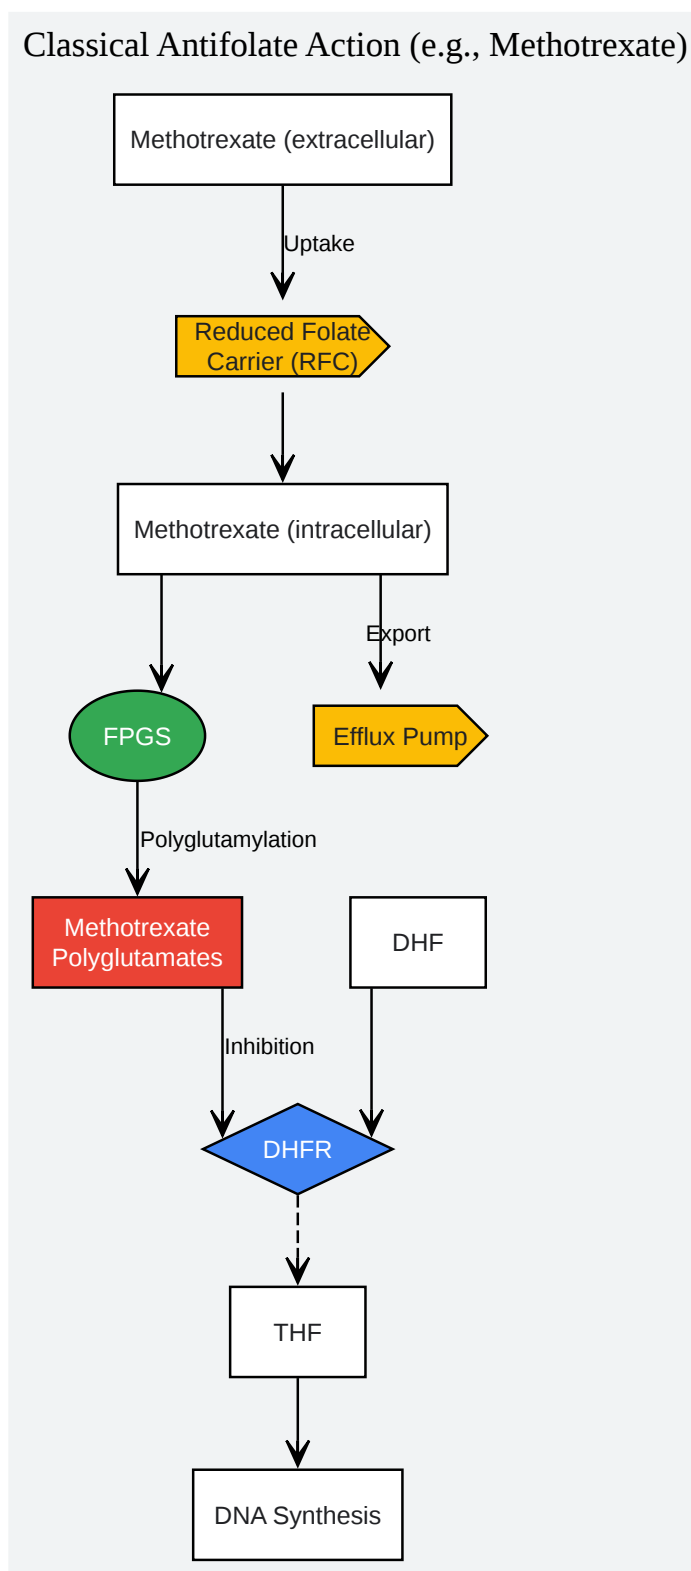 Classical Antifolate Action (e.g., Methotrexate)
Methotrexate (extracellular)
Uptake
Reduced Folate
Carrier (RFC)
Methotrexate (intracellular)
Export
FPGS
Efflux Pump
Polyglutamylation
Methotrexate
Polyglutamates
DHF
Inhibition
DHFR
THF
DNA Synthesis